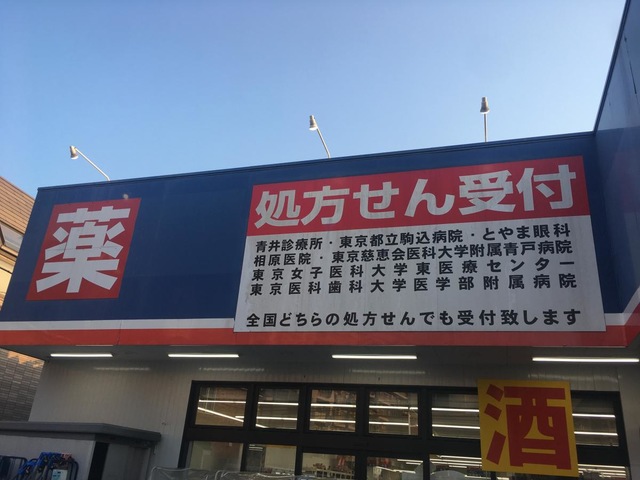 薬
処方せん受付
青井診療所・東京都立駒込病院・とやま眼科
相原医院・東京慈恵会医科大学附属青戸病院
東京女子医科大学東医療センター
東京医科歯科大学医学部附属病院
全国どちらの処方せんでも受付致します
酒